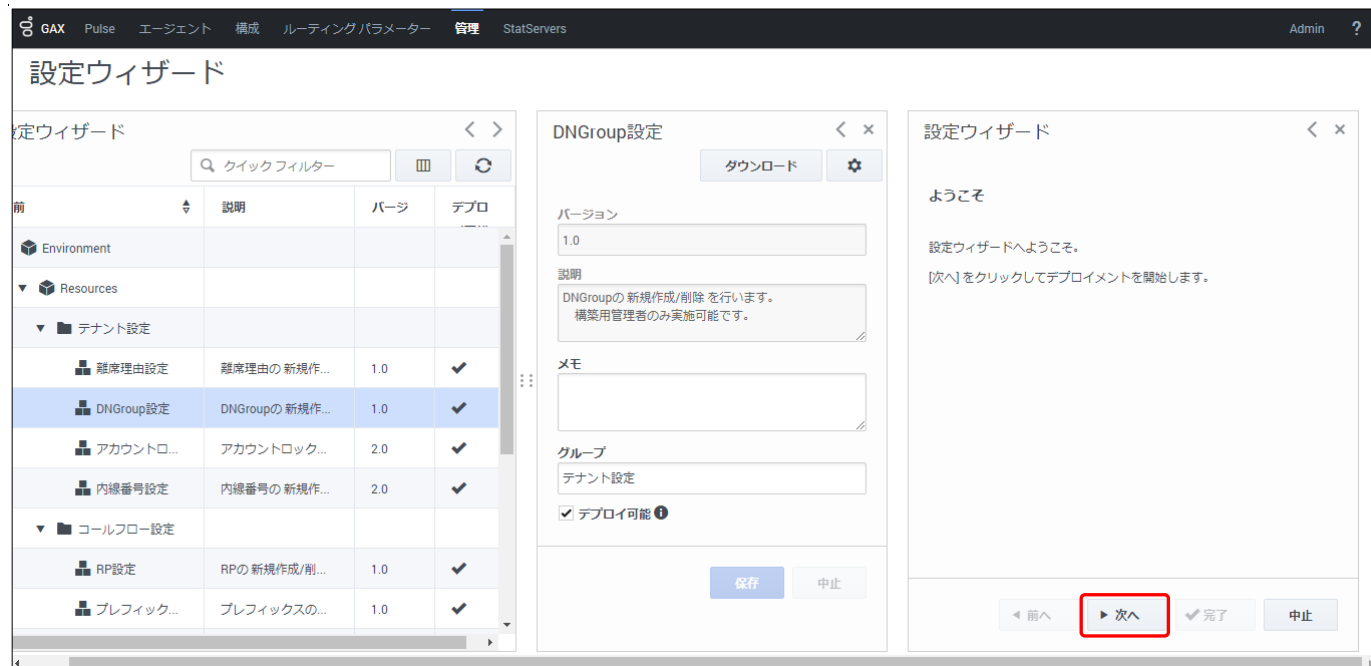 GAX Pulse エージェント 構成 ルーティング パラメーター 管理 StatServers Admin ?
設定ウィザード
定ウィザード
クイック フィルター
前 説明 バージ デプロ
Environment
Resources
テナント設定
離席理由設定 離席理由の 新規作... 1.0
DNGroup設定 DNGroupの 新規作... 1.0
アカウントロ... アカウントロック... 2.0
内線番号設定 内線番号の 新規作... 2.0
コールフロー設定
RP設定 RPの 新規作成/削... 1.0
プレフィック... プレフィックスの... 1.0
DNGroup設定
ダウンロード
バージョン
1.0
説明
DNGroupの 新規作成/削除 を行います。
構築用管理者のみ実施可能です。
メモ
グループ
テナント設定
デプロイ可能
保存 中止
設定ウィザード
ようこそ
設定ウィザードへようこそ。
[次へ] をクリックしてデプロイメントを開始します。
前へ 次へ 完了 中止